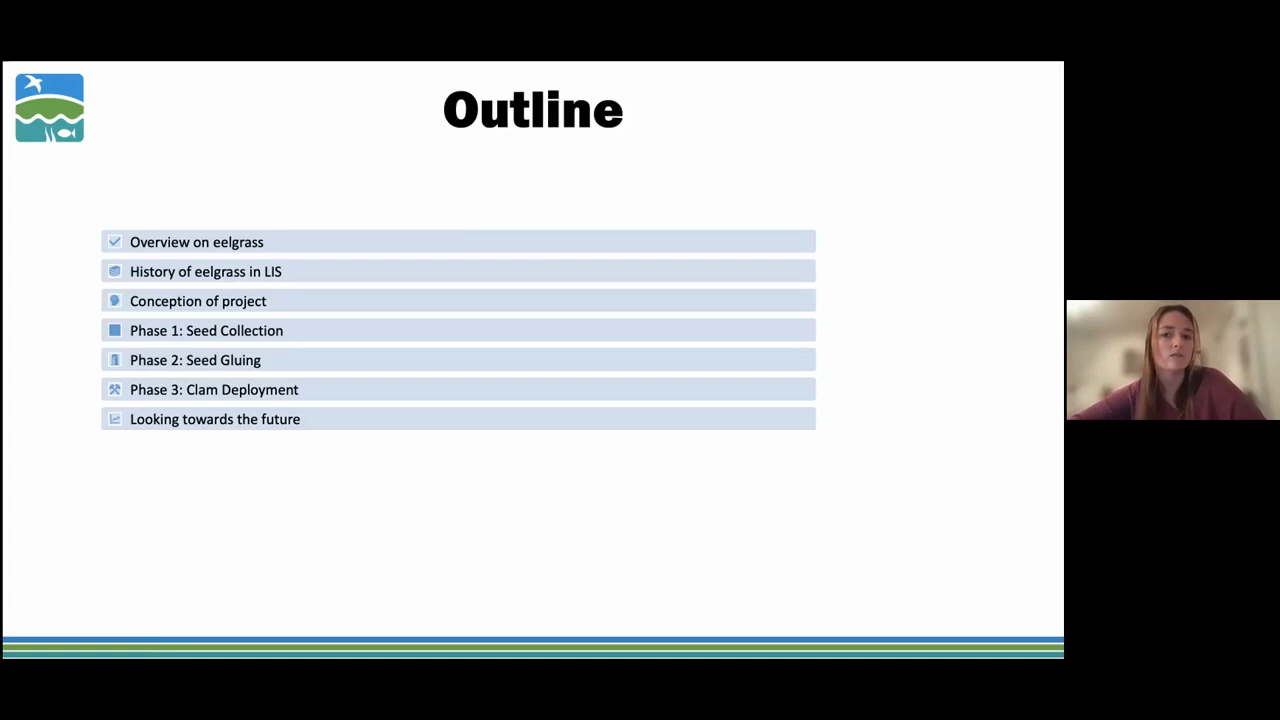 Outline
Overview on eelgrass
History of eelgrass in LIS
Conception of project
Phase 1: Seed Collection
Phase 2: Seed Gluing
Phase 3: Clam Deployment
Looking towards the future